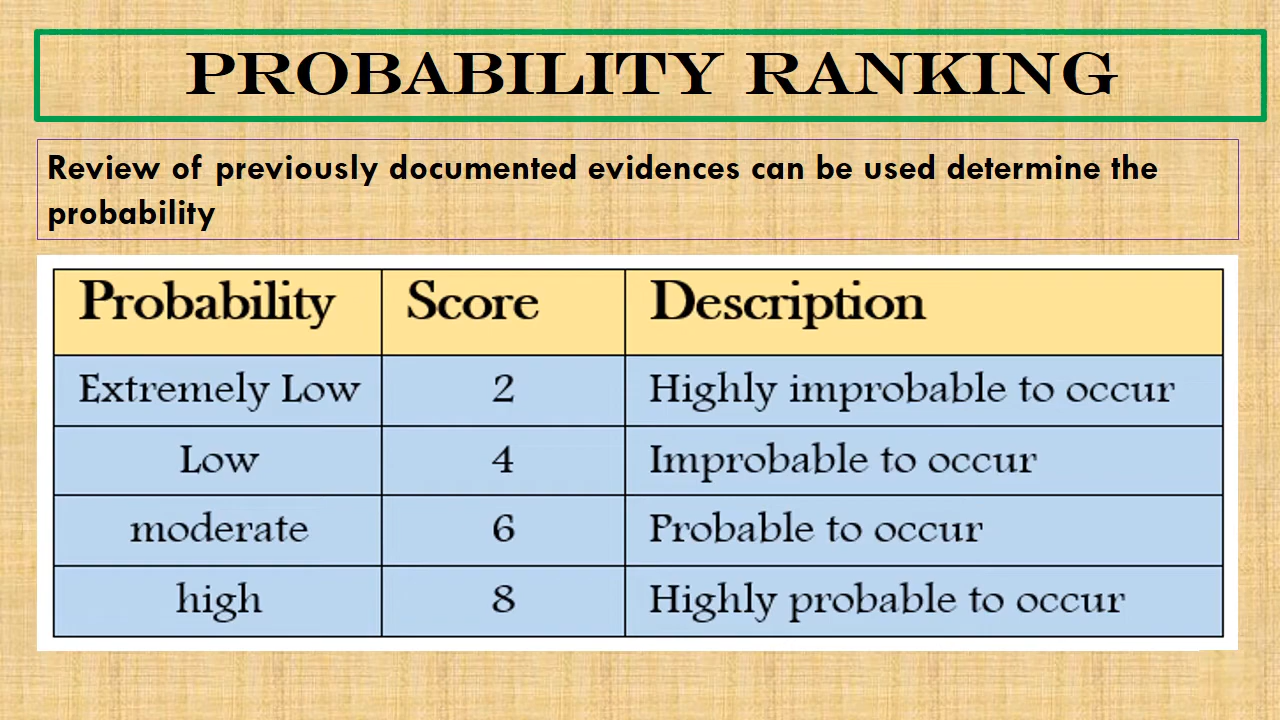 PROBABILITY RANKING
Review of previously documented evidences can be used determine the
probability
Probability Score Description
Extremely Low 2 Highly improbable to occur
Low 4 Improbable to occur
moderate 6 Probable to occur
high 8 Highly probable to occur